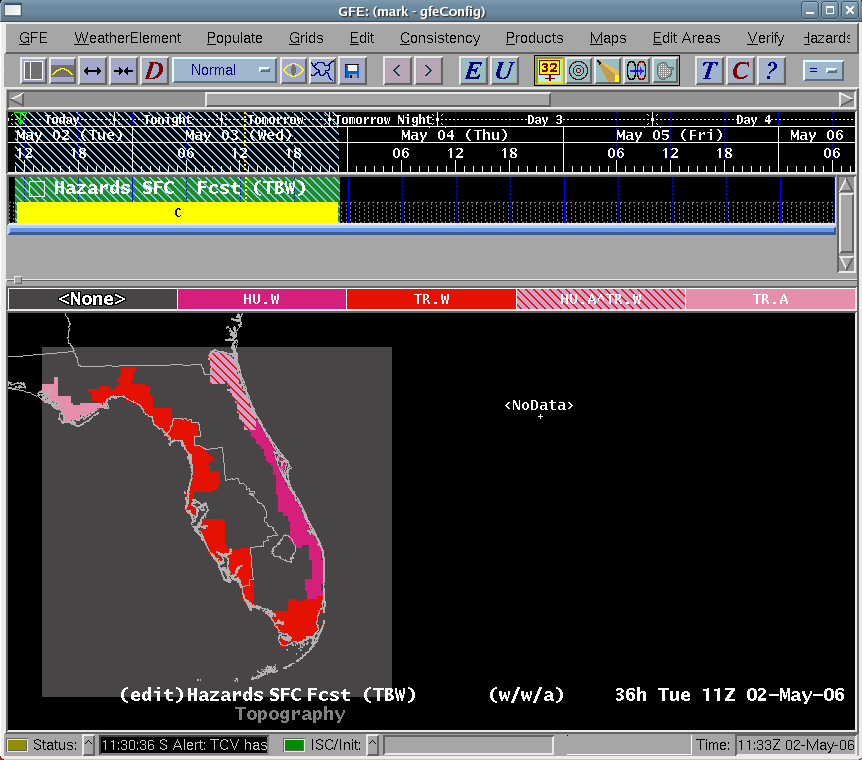 GFE: (mark - gfeConfig)
GFE WeatherElement Populate Grids Edit Consistency Products Maps Edit Areas Verify Hazards
D Normal < > E U 32 T C ? =
Today Tonight Tomorrow Tomorrow Night Day 3 Day 4
May 02 (Tue) May 03 (Wed) May 04 (Thu) May 05 (Fri) May 06
12 18 06 12 18 06 12 18 06 12 18 06
Hazards SFC Fcst (TBW)
C
<None> HU.W TR.W HU.A^TR.W TR.A
<NoData>
(edit)Hazards SFC Fcst (TBW) (w/w/a) 36h Tue 11Z 02-May-06
Topography
Status: 11:30:36 S Alert: TCV has ISC/Init: Time: 11:33Z 02-May-06